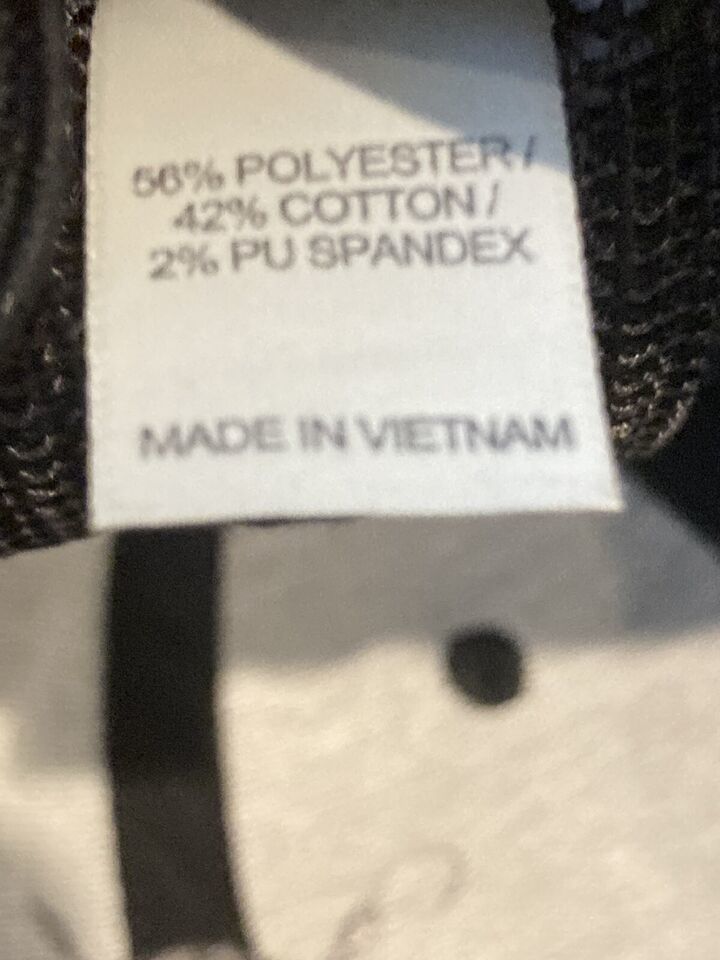 56% POLYESTER /
42% COTTON /
2% PU SPANDEX
MADE IN VIETNAM